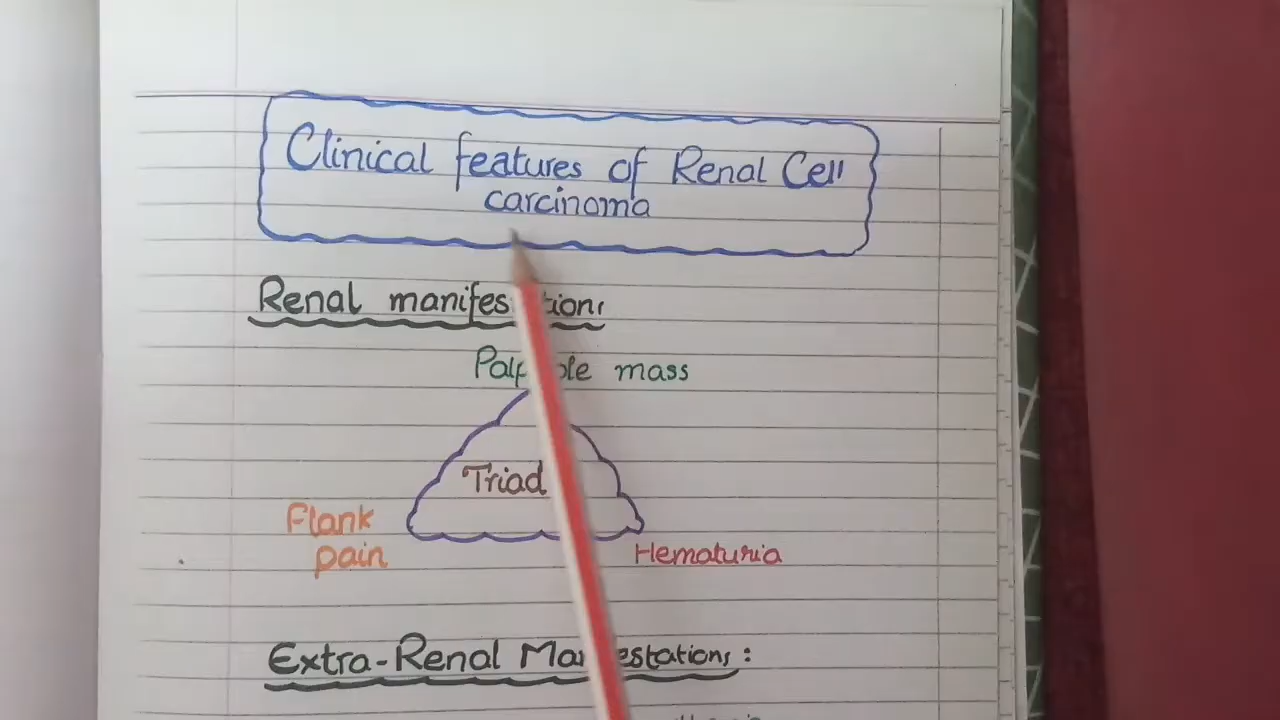 Clinical features of Renal Cell
carcinoma
Renal
mass
Triad
Flank
pain
Hematuria
Extra-Renal